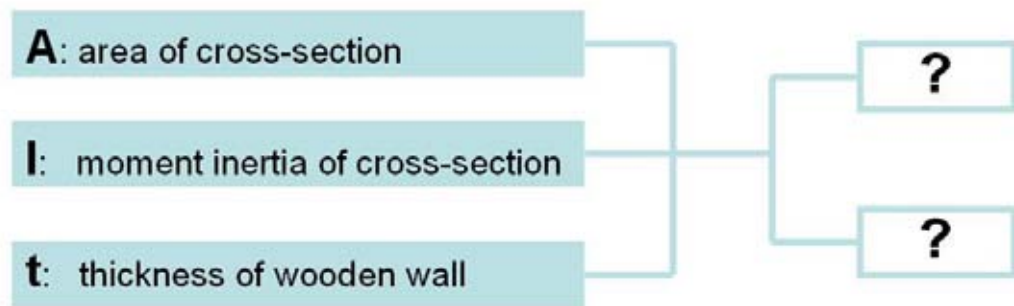 A: area of cross-section
?
I: moment inertia of cross-section
?
t: thickness of wooden wall